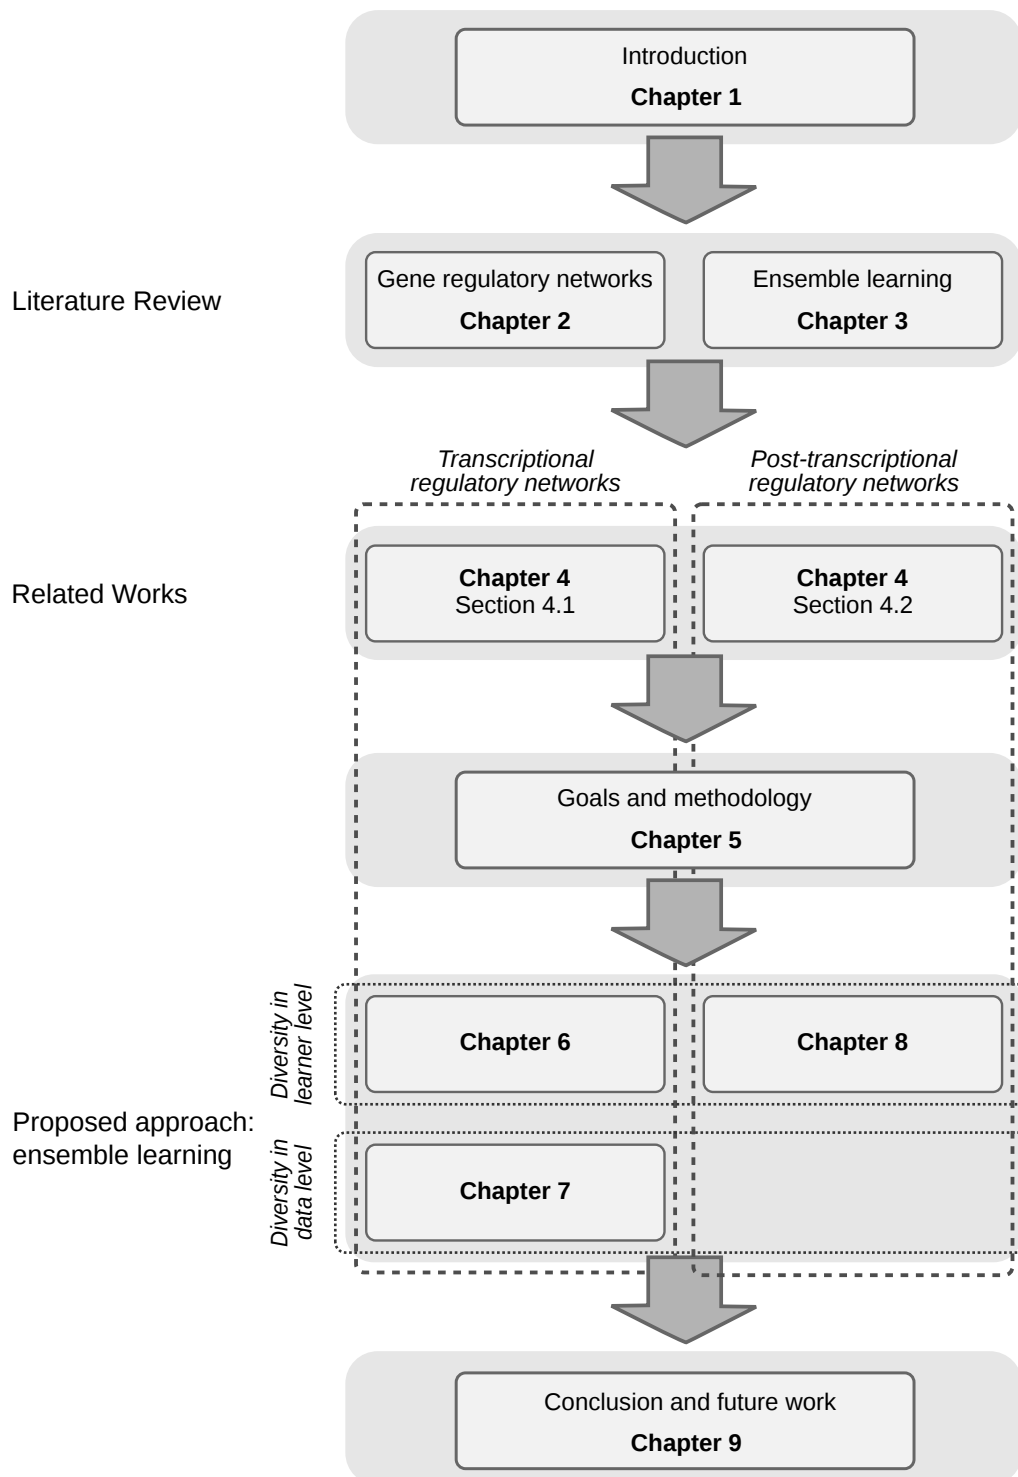 Introduction
Chapter 1
Literature Review
Gene regulatory networks
Chapter 2
Ensemble learning
Chapter 3
Transcriptional
regulatory networks
Post-transcriptional
regulatory networks
Related Works
Chapter 4
Section 4.1
Chapter 4
Section 4.2
Goals and methodology
Chapter 5
Proposed approach:
ensemble learning
Diversity in
learner level
Chapter 6
Chapter 8
Diversity in
data level
Chapter 7
Conclusion and future work
Chapter 9